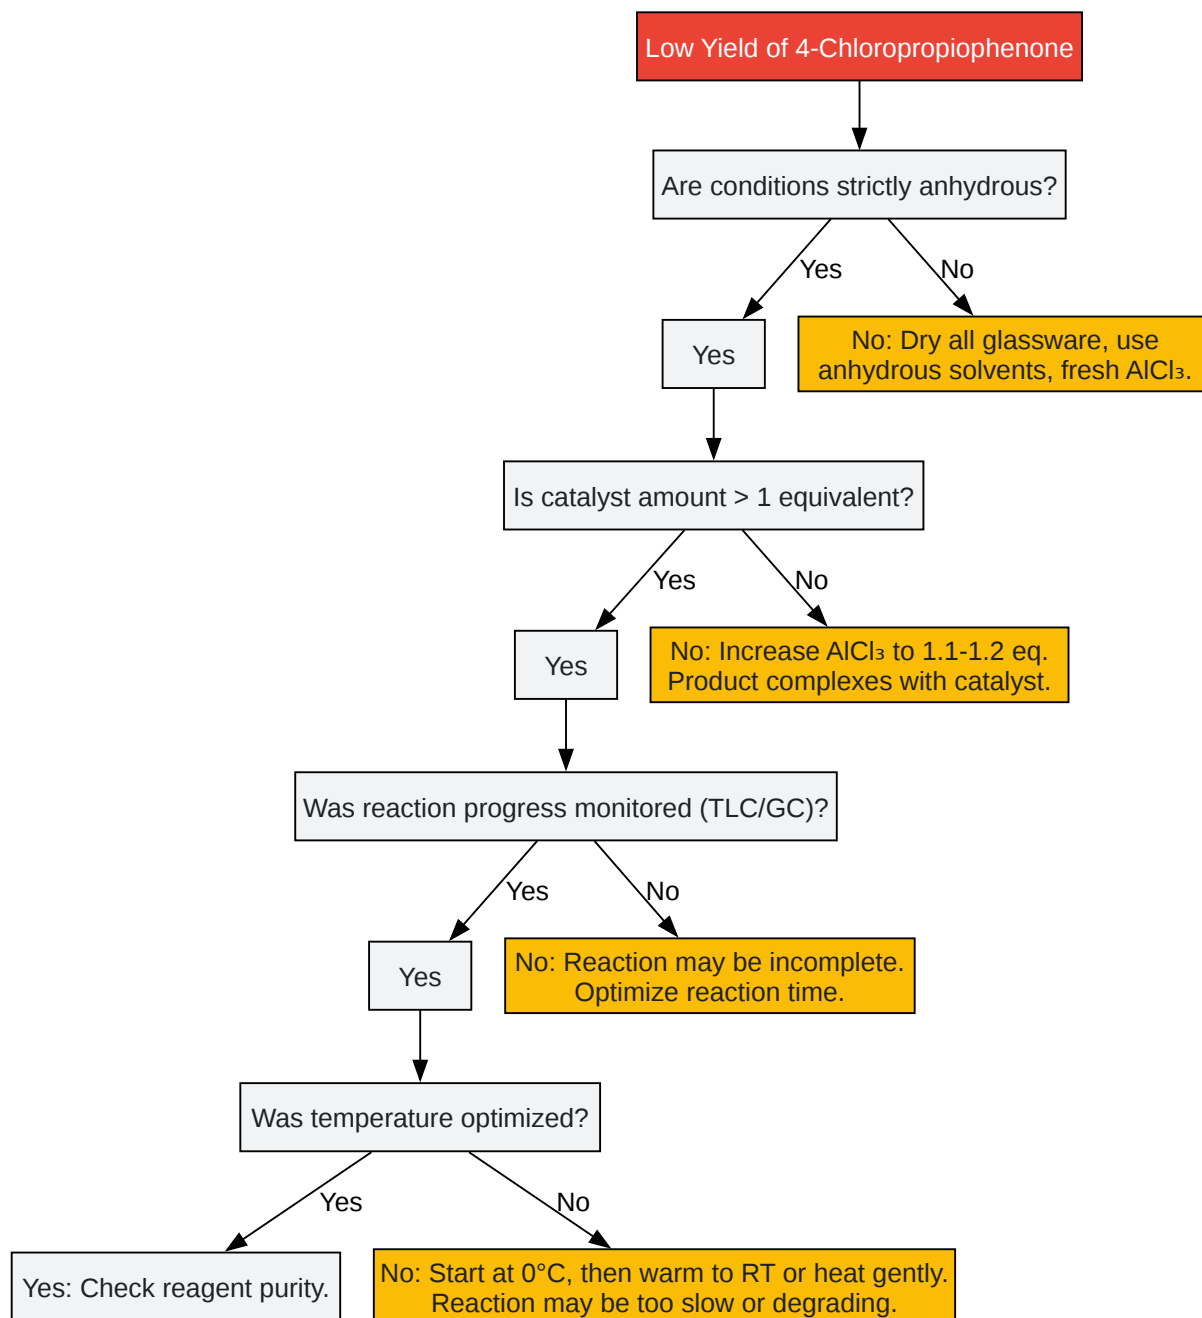 Low Yield of 4-Chloropropiophenone
Are conditions strictly anhydrous?
Yes
No
Yes
No: Dry all glassware, use
anhydrous solvents, fresh AlCl₃.
Is catalyst amount > 1 equivalent?
Yes
No
Yes
No: Increase AlCl₃ to 1.1-1.2 eq.
Product complexes with catalyst.
Was reaction progress monitored (TLC/GC)?
Yes
No
Yes
No: Reaction may be incomplete.
Optimize reaction time.
Was temperature optimized?
Yes
No
Yes: Check reagent purity.
No: Start at 0°C, then warm to RT or heat gently.
Reaction may be too slow or degrading.